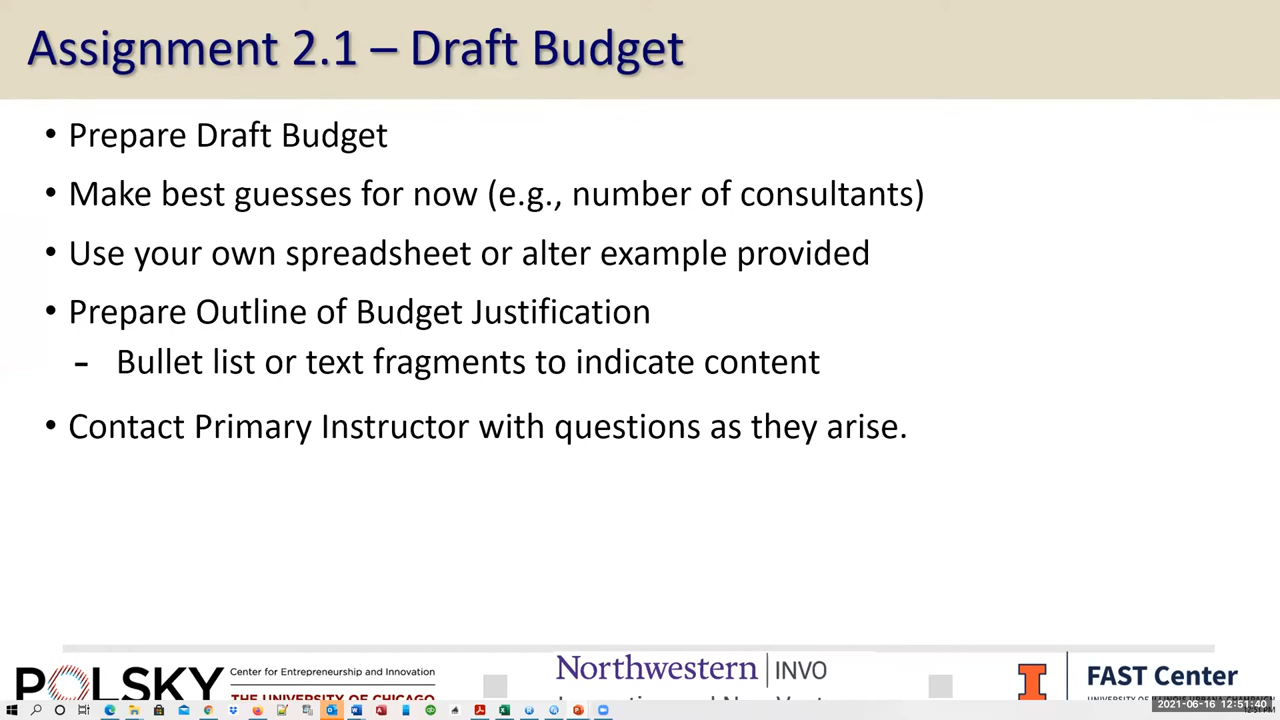 Assignment 2.1 – Draft Budget
• Prepare Draft Budget
• Make best guesses for now (e.g., number of consultants)
• Use your own spreadsheet or alter example provided
• Prepare Outline of Budget Justification
- Bullet list or text fragments to indicate content
• Contact Primary Instructor with questions as they arise.
POLSKY
Center for Entrepreneurship and Innovation
THE UNIVERSITY OF CHICAGO
Northwestern | INVO
I
FAST Center
2021-06-16 12:51:40